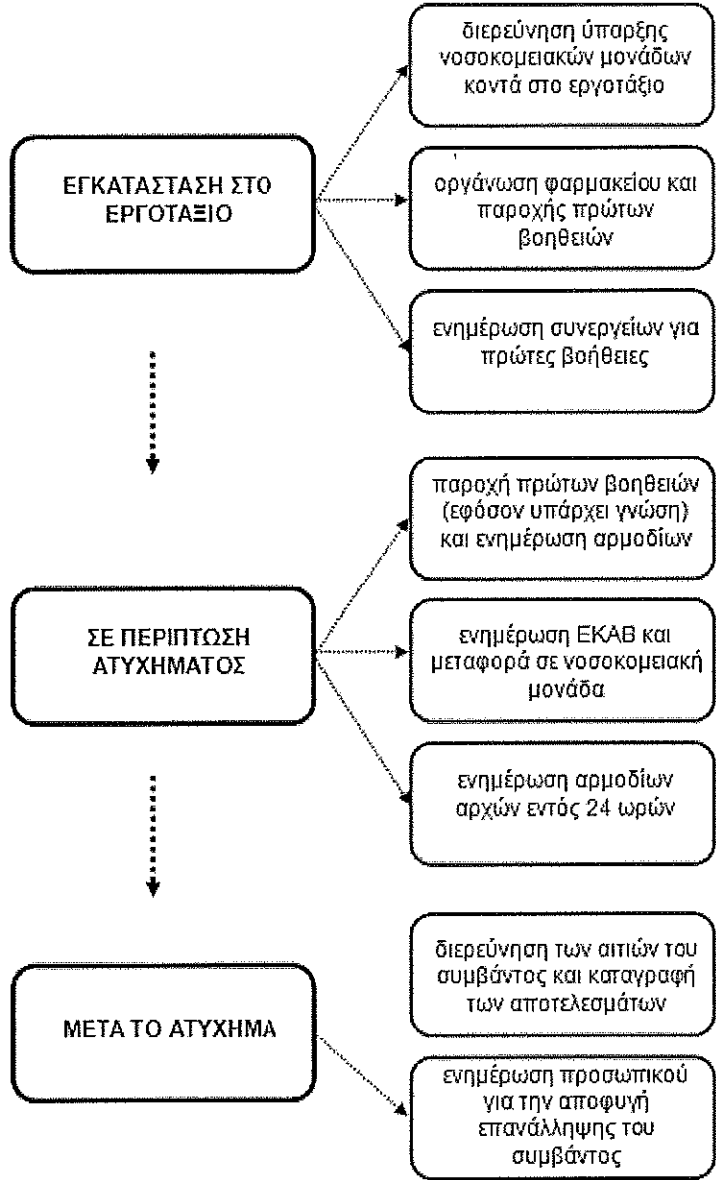 διερεύνηση ύπαρξης
νοσοκομειακών μονάδων
κοντά στο εργοτάξιο
ΕΓΚΑΤΑΣΤΑΣΗ ΣΤΟ
ΕΡΓΟΤΑΞΙΟ
οργάνωση φαρμακείου και
παροχής πρώτων
βοηθειών
ενημέρωση συνεργείων για
πρώτες βοήθειες
παροχή πρώτων βοηθειών
(εφόσον υπάρχει γνώση)
και ενημέρωση αρμοδίων
ΣΕ ΠΕΡΙΠΤΩΣΗ
ΑΤΥΧΗΜΑΤΟΣ
ενημέρωση ΕΚΑΒ και
μεταφορά σε νοσοκομειακή
μονάδα
ενημέρωση αρμοδίων
αρχών εντός 24 ωρών
ΜΕΤΑ ΤΟ ΑΤΥΧΗΜΑ
διερεύνηση των αιτιών του
συμβάντος και καταγραφή
των αποτελεσμάτων
ενημέρωση προσωπικού
για την αποφυγή
επανάλληψης του
συμβάντος